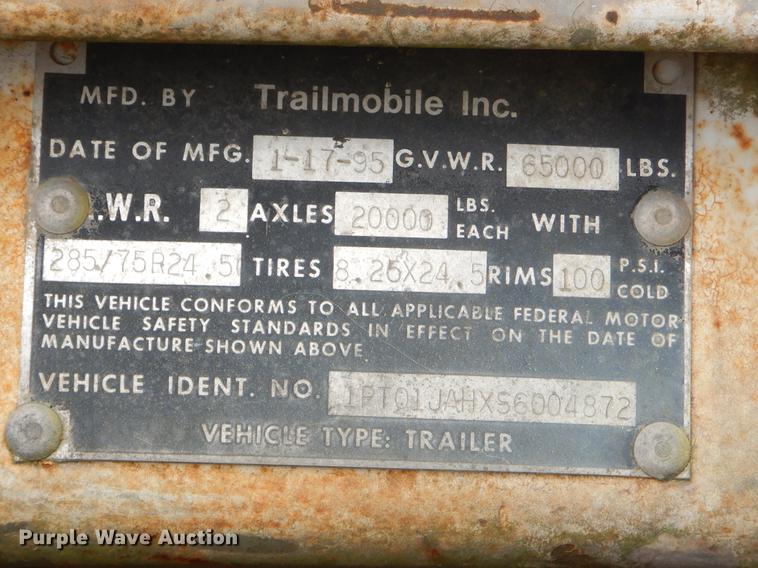 MFD. BY Trailmobile Inc.
DATE OF MFG. 1-17-95 G.V.W.R. 65000 LBS.
.W.R. 2 AXLES 20000 LBS. EACH WITH
285/75R24.5 TIRES 8.25X24.5 RIMS 100 P.S.I. COLD
THIS VEHICLE CONFORMS TO ALL APPLICABLE FEDERAL MOTOR
VEHICLE SAFETY STANDARDS IN EFFECT ON THE DATE OF
MANUFACTURE SHOWN ABOVE
VEHICLE IDENT. NO. 1PT01JAHXS6004872
VEHICLE TYPE: TRAILER
Purple Wave Auction